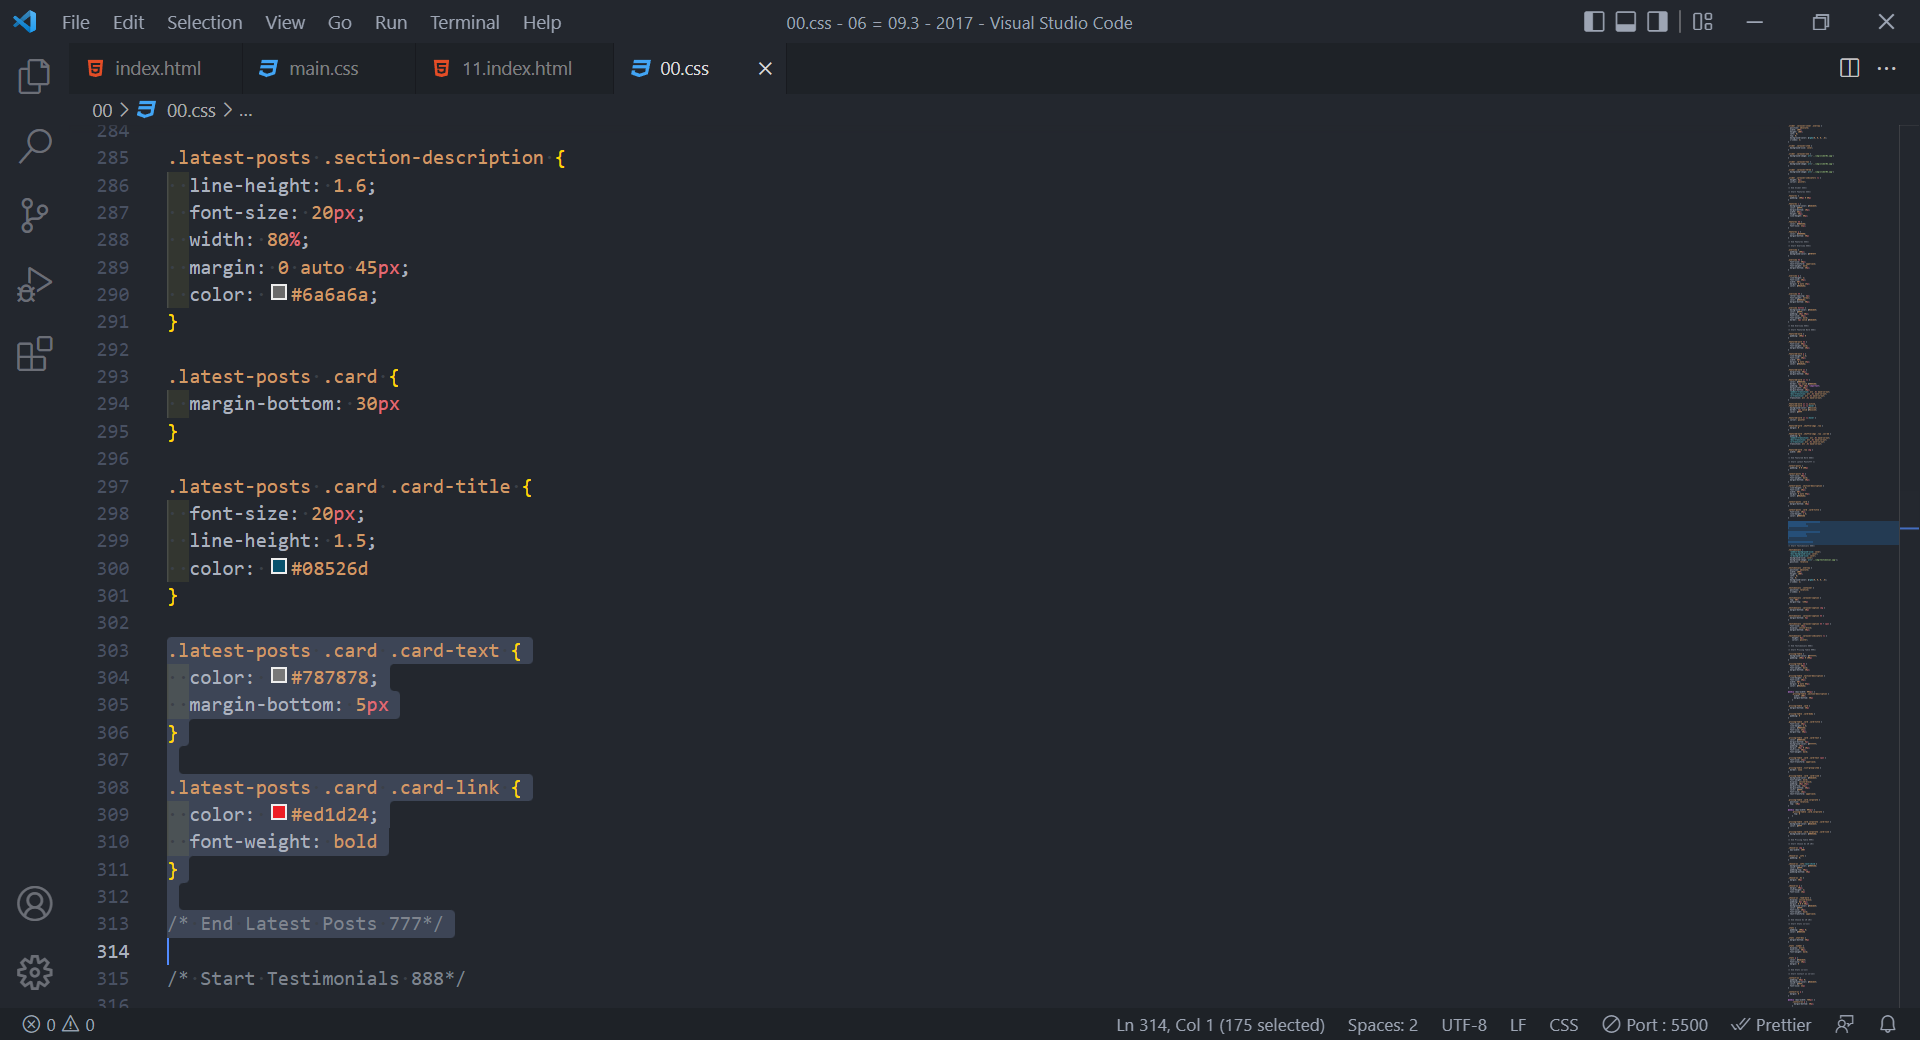 File Edit Selection View Go Run Terminal Help
00.css - 06 = 09.3 - 2017 - Visual Studio Code
index.html main.css 11.index.html 00.css
00 > 00.css > ...
284
285 .latest-posts .section-description {
286 line-height: 1.6;
287 font-size: 20px;
288 width: 80%;
289 margin: 0 auto 45px;
290 color: #6a6a6a;
291 }
292
293 .latest-posts .card {
294 margin-bottom: 30px
295 }
296
297 .latest-posts .card .card-title {
298 font-size: 20px;
299 line-height: 1.5;
300 color: #08526d
301 }
302
303 .latest-posts .card .card-text {
304 color: #787878;
305 margin-bottom: 5px
306 }
307
308 .latest-posts .card .card-link {
309 color: #ed1d24;
310 font-weight: bold
311 }
312
313 /* End Latest Posts 777*/
314
315 /* Start Testimonials 888*/
316
0 0 Ln 314, Col 1 (175 selected) Spaces: 2 UTF-8 LF CSS Port : 5500 Prettier